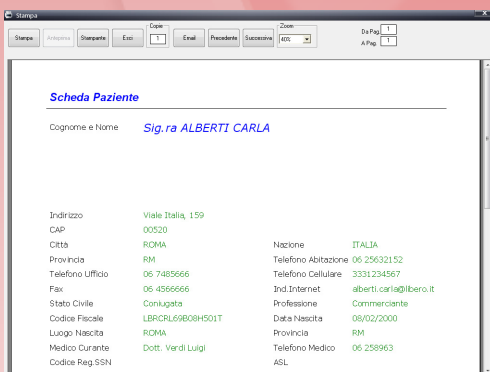 Stampa
Copie Zoom
Stampa Anteprima Stampante Esci 1 Email Precedente Successiva 40% Da Pag. 1
A Pag. 1
Scheda Paziente
Cognome e Nome Sig.ra ALBERTI CARLA
Indirizzo Viale Italia, 159
CAP 00520
Città ROMA Nazione ITALIA
Provincia RM Telefono Abitazione 06 25632152
Telefono Ufficio 06 7485666 Telefono Cellulare 3331234567
Fax 06 4566666 Ind.Internet alberti.carla@libero.it
Stato Civile Coniugata Professione Commerciante
Codice Fiscale LBRCRL69B08H501T Data Nascita 08/02/2000
Luogo Nascita ROMA Provincia RM
Medico Curante Dott. Verdi Luigi Telefono Medico 06 258963
Codice Reg.SSN ASL